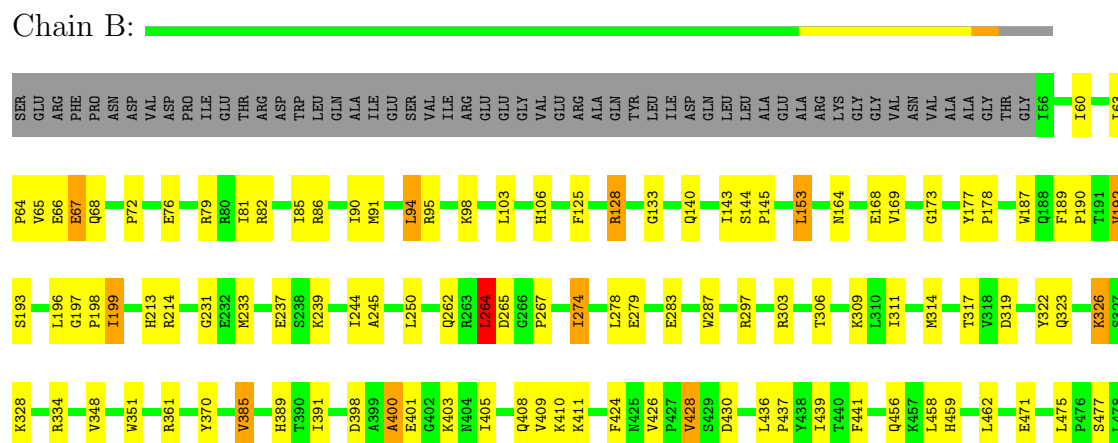 Chain B:
SER GLU ARG PHE PRO ASN ASP VAL ASP PRO ILE GLU THR ARG ASP TRP LEU GLN ALA ILE GLU SER VAL ILE ARG GLU GLU GLY VAL GLU ARG ALA GLN TYR LEU ILE ASP GLN LEU LEU ALA GLU ALA ARG LYS GLY GLY VAL ASN VAL ALA ALA GLY THR GLY I56 I60 I63
P64 V65 E66 E67 Q68 P72 E76 R79 R80 I81 R82 I85 R86 I90 M91 L94 R95 K98 L103 H106 F125 R128 G133 Q140 I143 S144 P145 L153 N164 E168 V169 G173 Y177 P178 W187 Q188 F189 P190 T191 V192
S193 L196 G197 P198 I199 H213 R214 G231 E232 M233 E237 S238 K239 I244 A245 L250 Q262 R263 L264 D265 G266 P267 I274 L278 E279 E283 W287 R297 R303 T306 K309 L310 I311 M314 T317 V318 D319 Y322 Q323 K326 S327
K328 R334 V348 W351 R361 Y370 V385 H389 T390 I391 D398 A399 A400 E401 G402 K403 N404 I405 Q408 V409 K410 K411 F424 N425 V426 P427 V428 S429 D430 L436 P437 Y438 I439 T440 F441 Q456 K457 L458 H459 L462 E471 L475 P476 S477